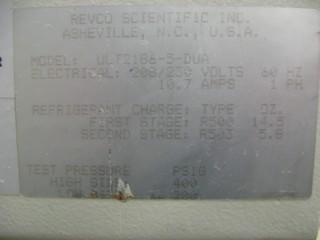 REVCO SCIENTIFIC INC.
ASHEVILLE, N.C., U.S.A.
MODEL: ULT2186-5-DUA
ELECTRICAL: 208/230 VOLTS 60 HZ
10.7 AMPS 1 PH
REFRIGERANT CHARGE: TYPE OZ.
FIRST STAGE: R500 14.5
SECOND STAGE: R503 5.8
TEST PRESSURE PSIG
HIGH SIDE: 400